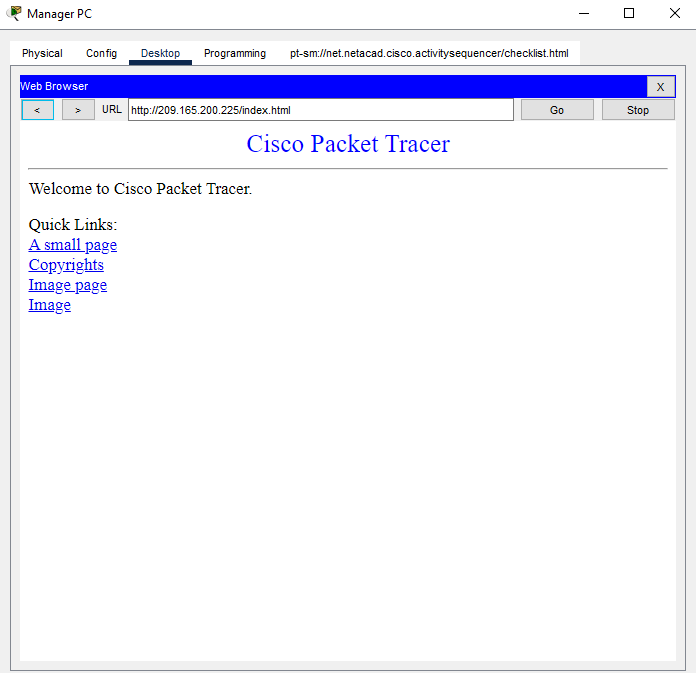 Manager PC
Physical Config Desktop Programming pt-sm://net.netacad.cisco.activitysequencer/checklist.html
Web Browser X
< > URL http://209.165.200.225/index.html Go Stop
Cisco Packet Tracer
Welcome to Cisco Packet Tracer.
Quick Links:
A small page
Copyrights
Image page
Image